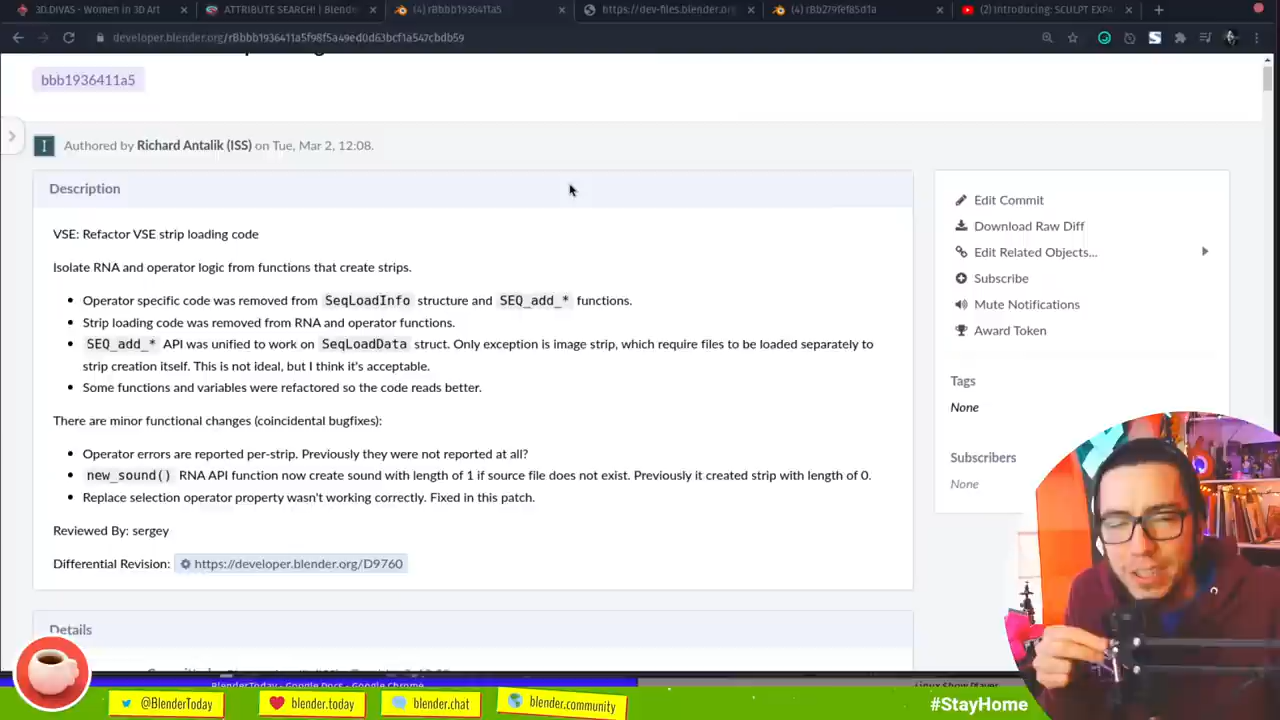 3D.DIVAS - Women in 3D Art
ATTRIBUTE SEARCH! | Blend
(4) rBbbb1936411a5
https://dev-files.blender.org
(4) rBb279fef85d1a
(2) Introducing: SCULPT EXP
developer.blender.org/rBbbb1936411a5f98f5a49ed0d63bcf1a547cbdb59
bbb1936411a5
Authored by Richard Antalik (ISS) on Tue, Mar 2, 12:08.
Description
VSE: Refactor VSE strip loading code
Isolate RNA and operator logic from functions that create strips.
Operator specific code was removed from SeqLoadInfo structure and SEQ_add_* functions.
Strip loading code was removed from RNA and operator functions.
SEQ_add_* API was unified to work on SeqLoadData struct. Only exception is image strip, which require files to be loaded separately to
strip creation itself. This is not ideal, but I think it's acceptable.
Some functions and variables were refactored so the code reads better.
There are minor functional changes (coincidental bugfixes):
Operator errors are reported per-strip. Previously they were not reported at all?
new_sound() RNA API function now create sound with length of 1 if source file does not exist. Previously it created strip with length of 0.
Replace selection operator property wasn't working correctly. Fixed in this patch.
Reviewed By: sergey
Differential Revision: https://developer.blender.org/D9760
Details
Edit Commit
Download Raw Diff
Edit Related Objects...
Subscribe
Mute Notifications
Award Token
Tags
None
Subscribers
None
BlenderToday - Google Docs - Google Chrome
Linux Show Player
@BlenderToday
blender.today
blender.chat
blender.community
#StayHome